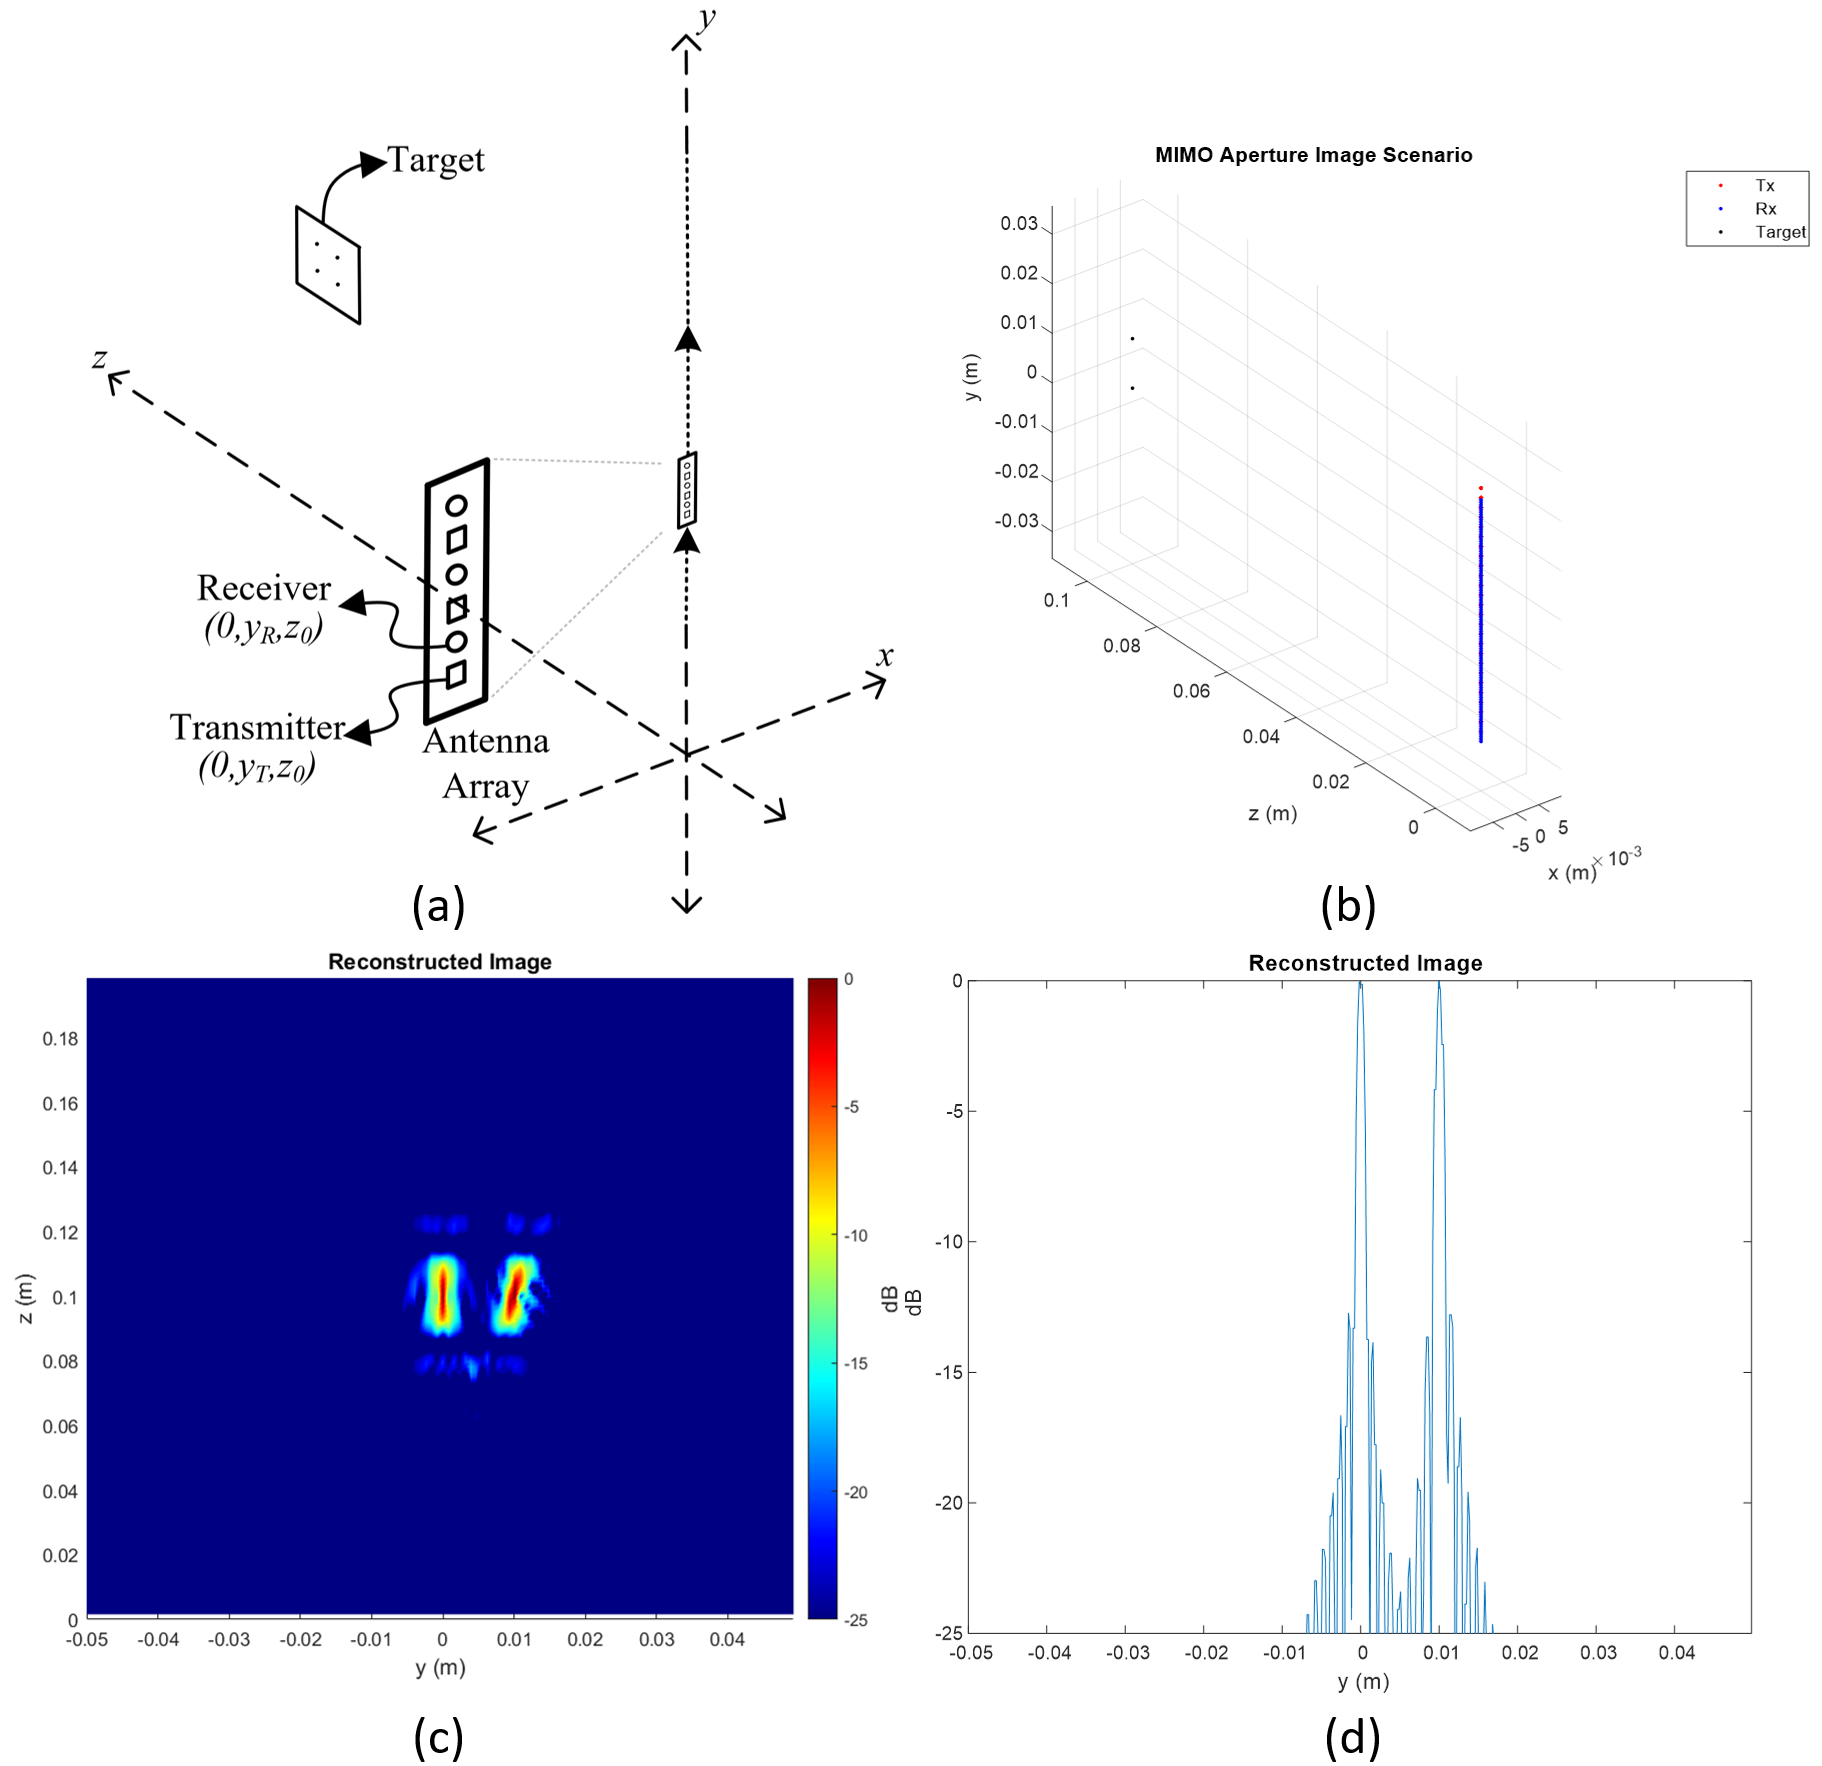 y
Target
z
Receiver
(0,yR,z0)
x
Transmitter
(0,yT,z0)
Antenna
Array
(a)
MIMO Aperture Image Scenario
Tx
Rx
Target
0.03
0.02
0.01
0
-0.01
-0.02
-0.03
y (m)
0.1
0.08
0.06
0.04
0.02
0
z (m)
-5 0 5
× 10-3
x (m)
(b)
Reconstructed Image
0.18
0.16
0.14
0.12
0.1
0.08
0.06
0.04
0.02
0
z (m)
-0.05 -0.04 -0.03 -0.02 -0.01 0 0.01 0.02 0.03 0.04
y (m)
0
-5
-10
-15
-20
-25
dB
(c)
Reconstructed Image
0
-5
-10
-15
-20
-25
dB
-0.05 -0.04 -0.03 -0.02 -0.01 0 0.01 0.02 0.03 0.04
y (m)
(d)